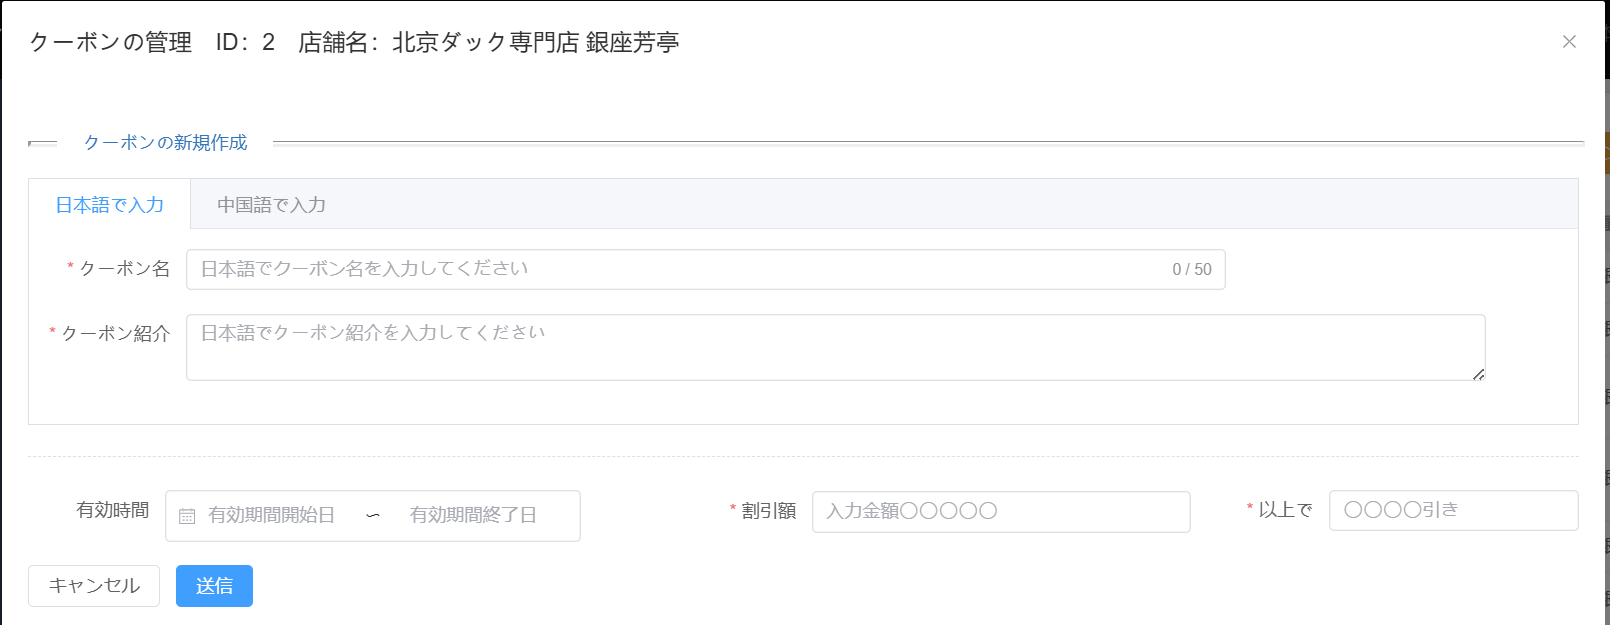 クーポンの管理　ID：2　店舗名：北京ダック専門店 銀座芳亭
クーポンの新規作成
日本語で入力 中国語で入力
* クーポン名 日本語でクーポン名を入力してください 0 / 50
* クーポン紹介 日本語でクーポン紹介を入力してください
有効時間 有効期間開始日 ～ 有効期間終了日 * 割引額 入力金額〇〇〇〇〇 * 以上で 〇〇〇〇引き
キャンセル 送信